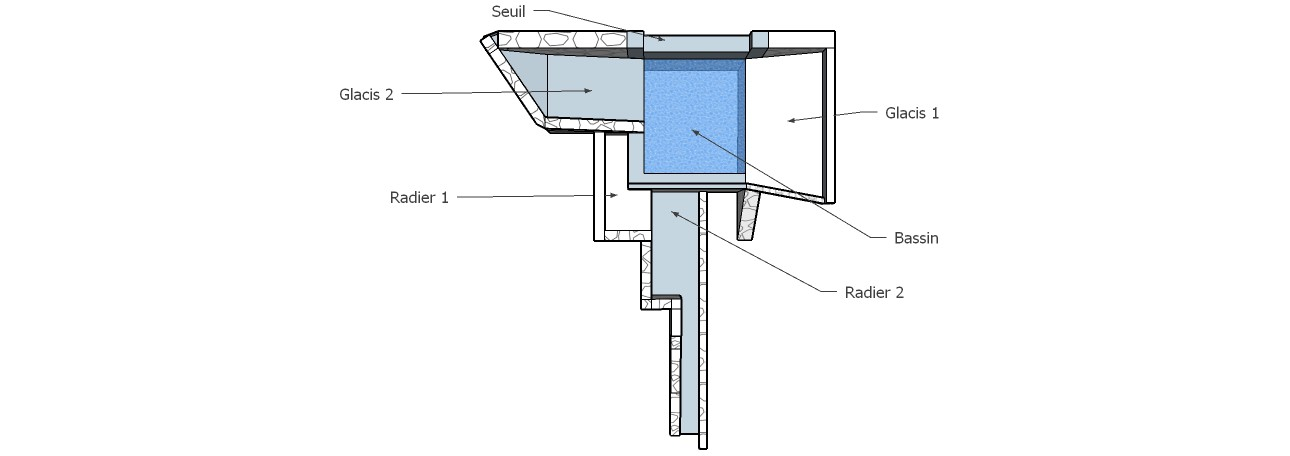 Seuil
Glacis 2
Glacis 1
Radier 1
Bassin
Radier 2